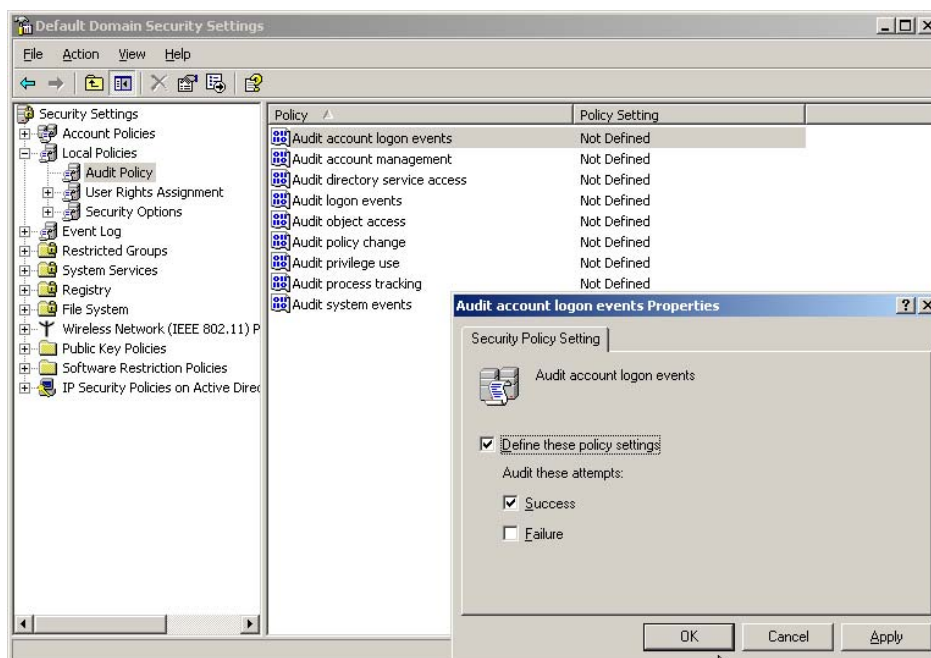 Default Domain Security Settings
File Action View Help
Security Settings
Account Policies
Local Policies
Audit Policy
User Rights Assignment
Security Options
Event Log
Restricted Groups
System Services
Registry
File System
Wireless Network (IEEE 802.11) P
Public Key Policies
Software Restriction Policies
IP Security Policies on Active Direc
Policy Policy Setting
Audit account logon events Not Defined
Audit account management Not Defined
Audit directory service access Not Defined
Audit logon events Not Defined
Audit object access Not Defined
Audit policy change Not Defined
Audit privilege use Not Defined
Audit process tracking Not Defined
Audit system events
Audit account logon events Properties
Security Policy Setting
Audit account logon events
Define these policy settings
Audit these attempts:
Success
Failure
OK Cancel Apply